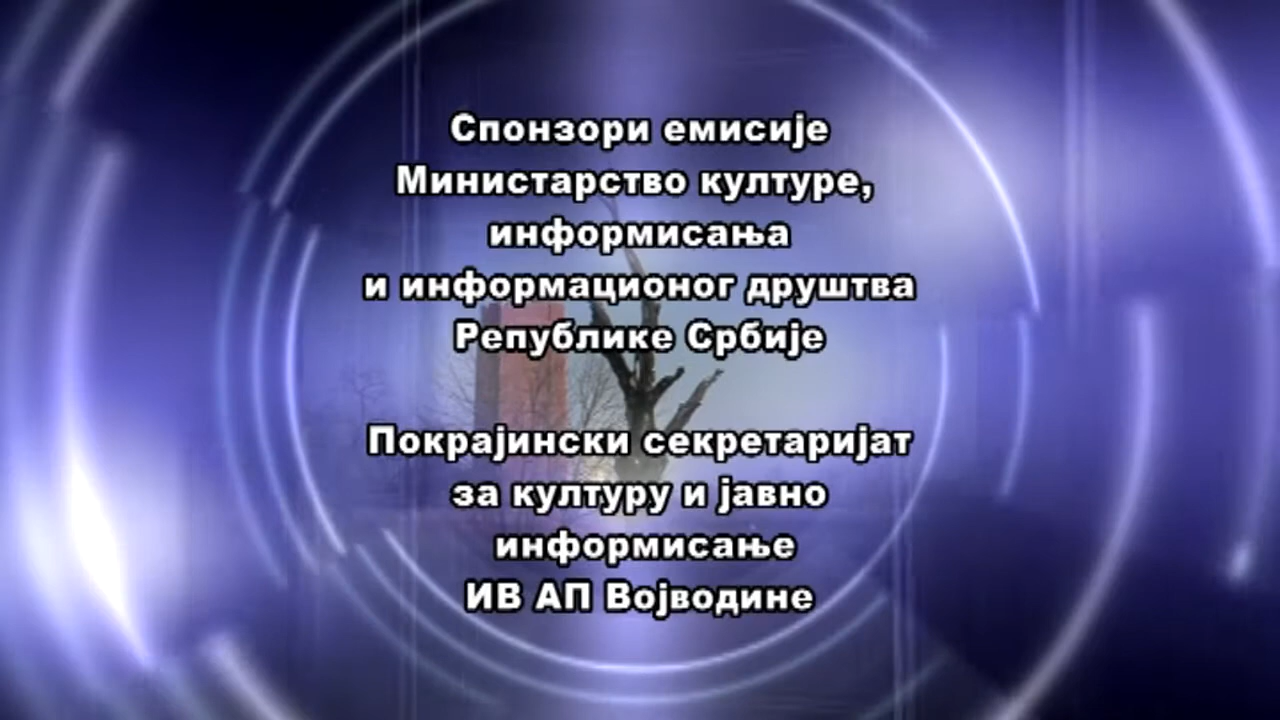 Спонзори емисије
Министарство културе,
информисања
и информационог друштва
Републике Србије
Покрајински секретаријат
за културу и јавно
информисање
ИВ АП Војводине